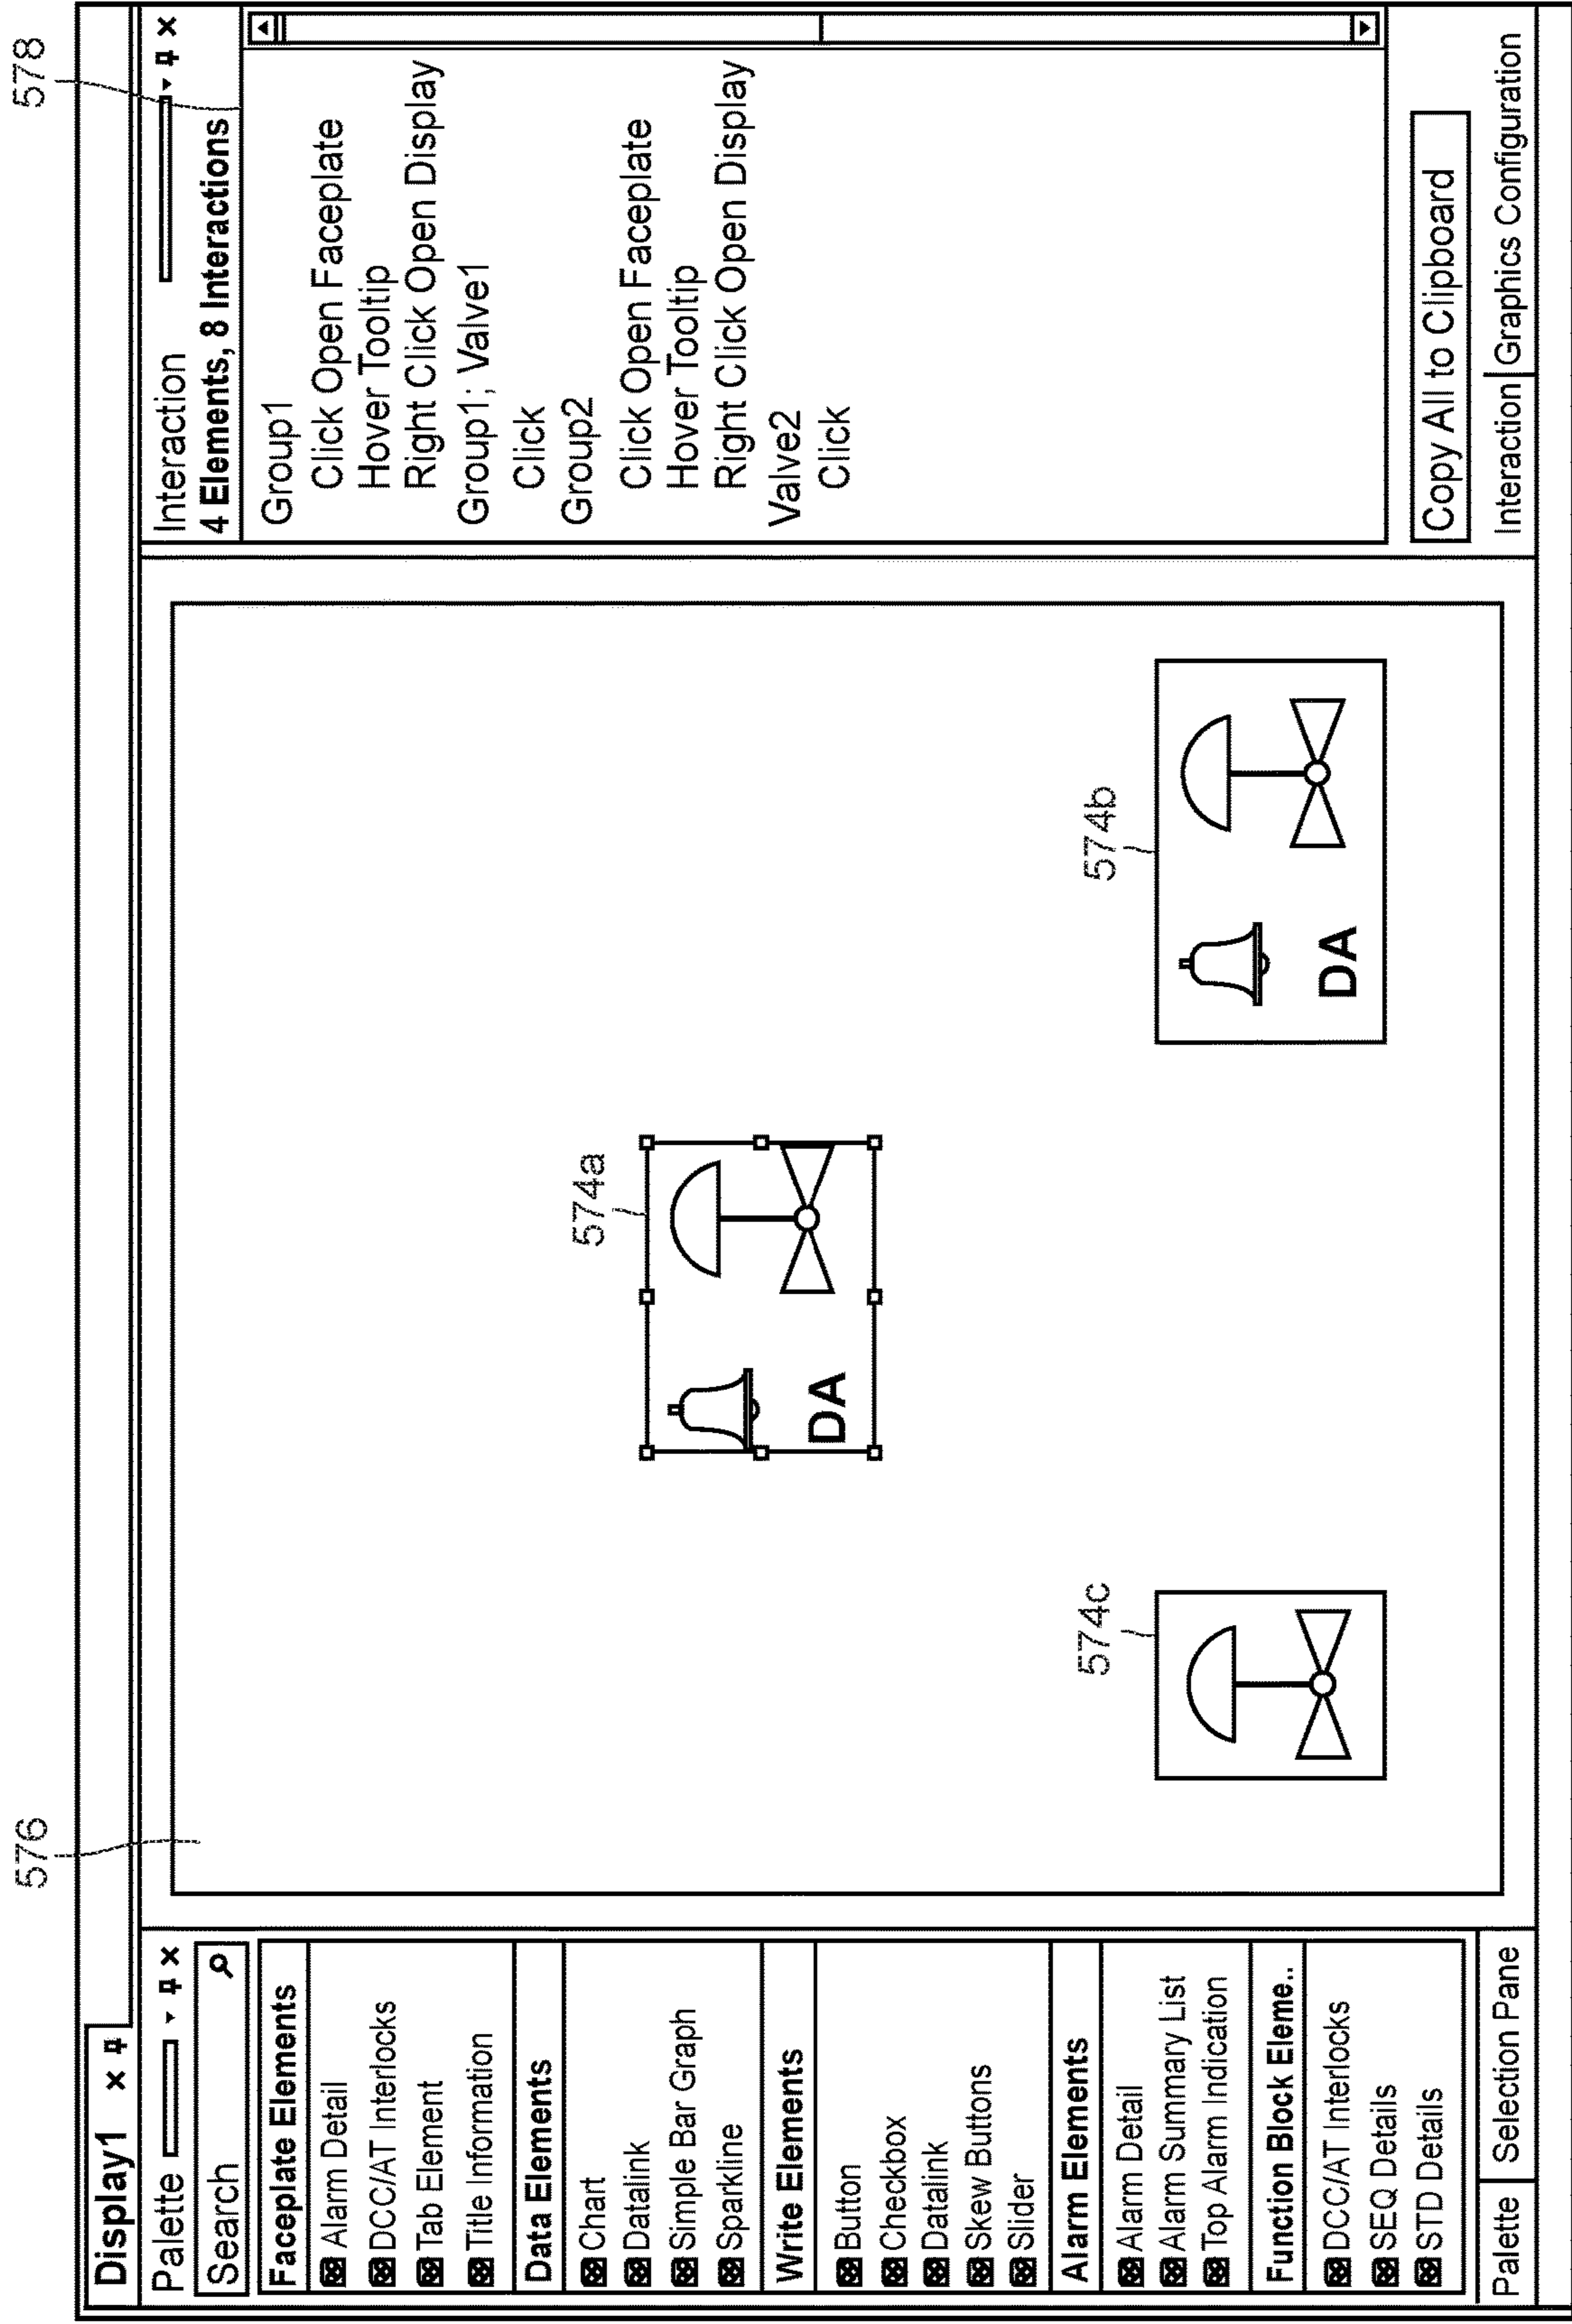 576
578
Display1
Palette
Search
Faceplate Elements
Alarm Detail
DCC/AT Interlocks
Tab Element
Title Information
Data Elements
Chart
Datalink
Simple Bar Graph
Sparkline
Write Elements
Button
Checkbox
Datalink
Skew Buttons
Slider
Alarm Elements
Alarm Detail
Alarm Summary List
Top Alarm Indication
Function Block Eleme..
DCC/AT Interlocks
SEQ Details
STD Details
Palette
Selection Pane
574a
DA
574c
574b
DA
Interaction
4 Elements, 8 Interactions
Group1
Click Open Faceplate
Hover Tooltip
Right Click Open Display
Group1; Valve1
Click
Group2
Click Open Faceplate
Hover Tooltip
Right Click Open Display
Valve2
Click
Copy All to Clipboard
Interaction
Graphics Configuration